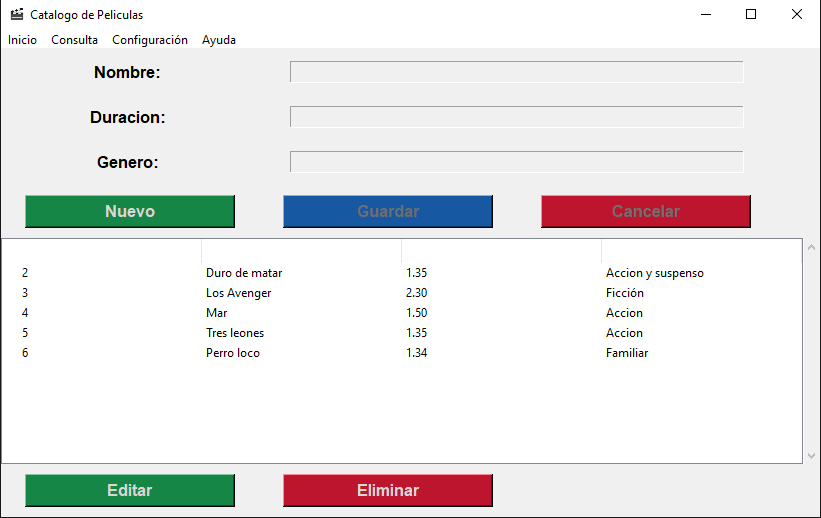 Catalogo de Peliculas
Inicio Consulta Configuración Ayuda
Nombre:
Duracion:
Genero:
Nuevo Guardar Cancelar
2 Duro de matar 1.35 Accion y suspenso
3 Los Avenger 2.30 Ficción
4 Mar 1.50 Accion
5 Tres leones 1.35 Accion
6 Perro loco 1.34 Familiar
Editar Eliminar